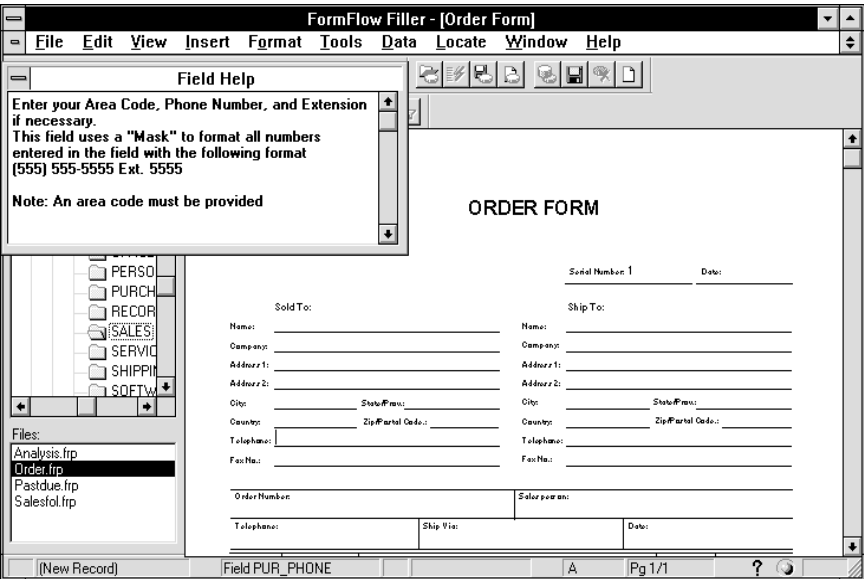 FormFlow Filler - [Order Form]
File Edit View Insert Format Tools Data Locate Window Help
Field Help
Enter your Area Code, Phone Number, and Extension
if necessary.
This field uses a "Mask" to format all numbers
entered in the field with the following format
(555) 555-5555 Ext. 5555
Note: An area code must be provided
ORDER FORM
PERSO
PURCH
RECOR
SALES
SERVIC
SHIPPI
SOFTW
Files:
Analysis.frp
Order.frp
Pastdue.frp
Salesfol.frp
Serial Number: 1 Date:
Sold To: Ship To:
Name: Name:
Company: Company:
Address 1: Address 1:
Address 2: Address 2:
City: State/Prov.: City: State/Prov.:
Country: Zip/Postal Code.: Country: Zip/Postal Code.:
Telephone: Telephone:
Fax No.: Fax No.:
Order Number: Salesperson:
Telephone: Ship Via: Date:
(New Record) Field PUR_PHONE A Pg 1/1 ?